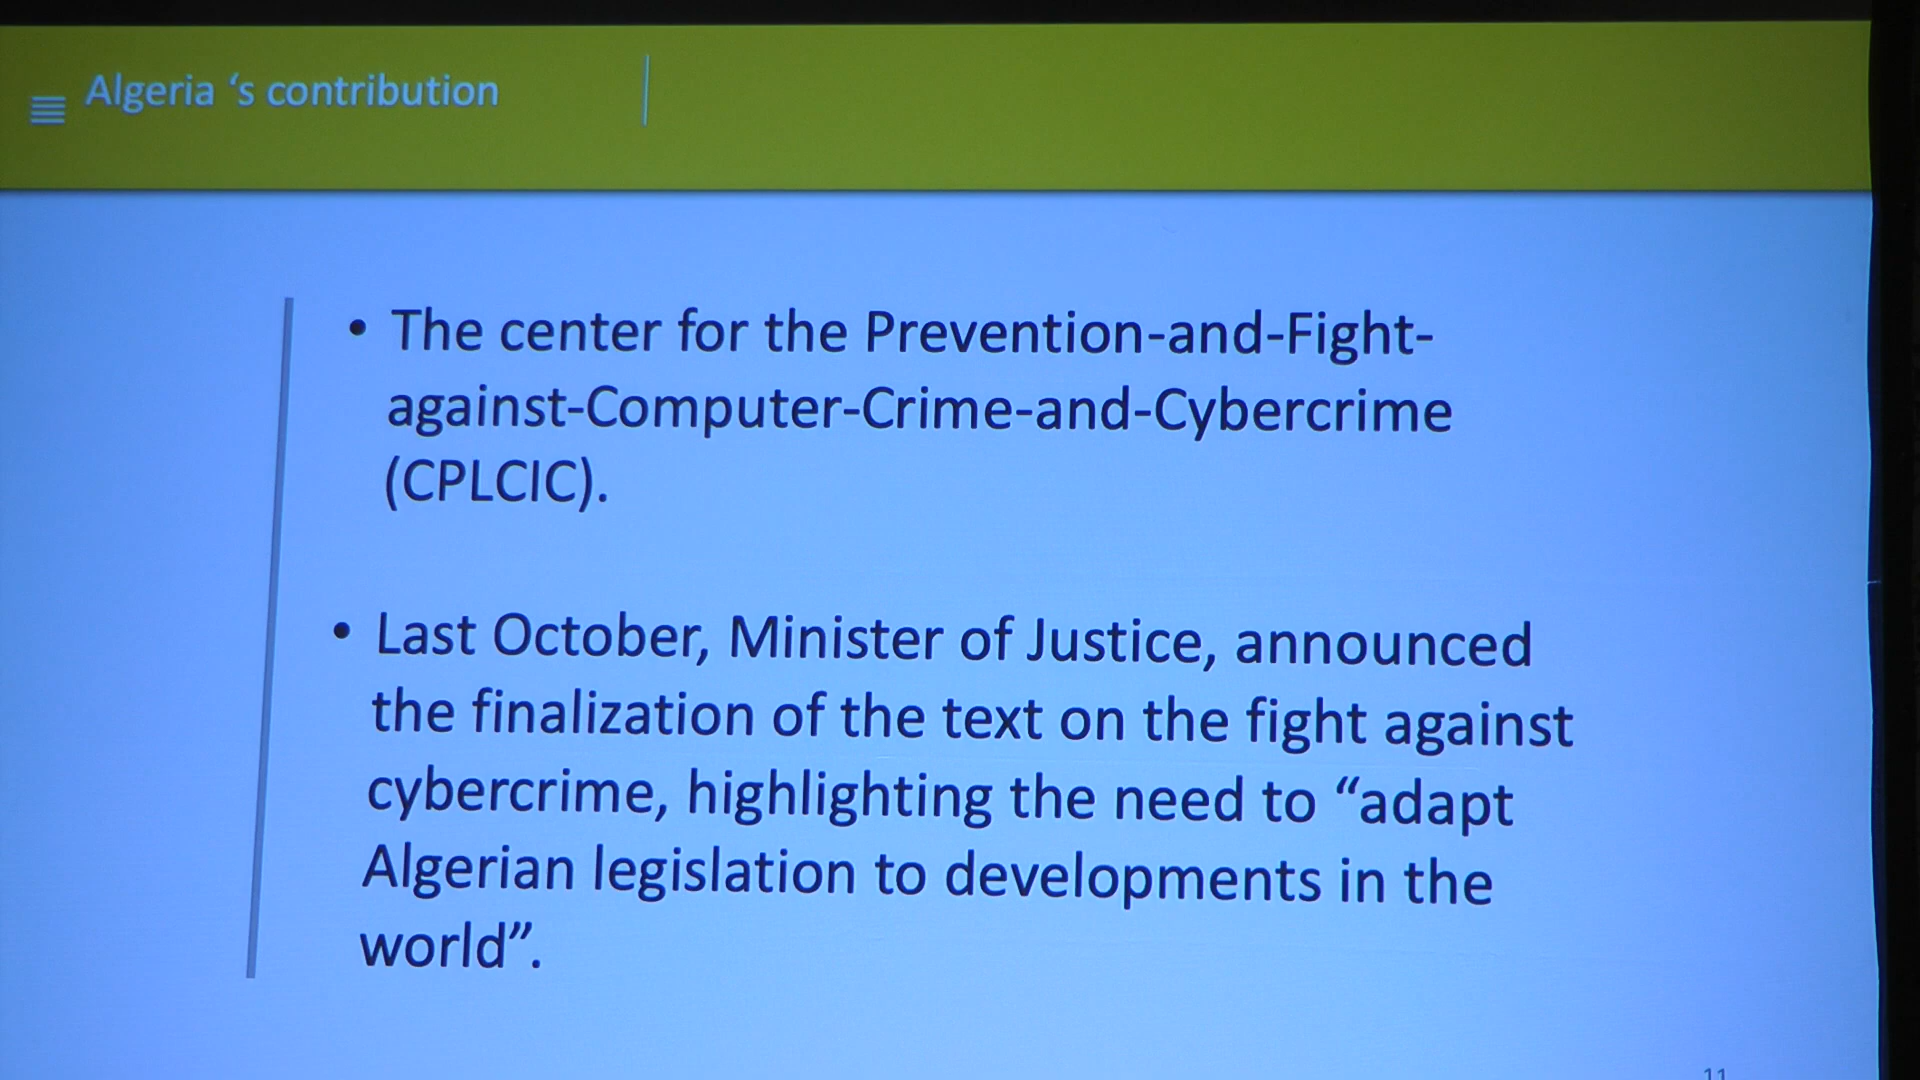 Algeria ‘s contribution
• The center for the Prevention-and-Fight-
against-Computer-Crime-and-Cybercrime
(CPLCIC).
• Last October, Minister of Justice, announced
the finalization of the text on the fight against
cybercrime, highlighting the need to “adapt
Algerian legislation to developments in the
world”.
11